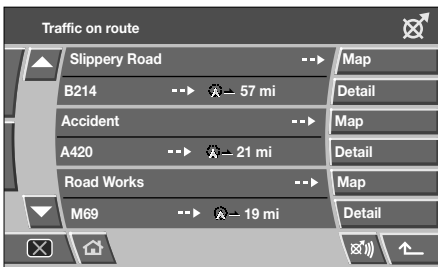 Traffic on route
Slippery Road Map
B214 57 mi Detail
Accident Map
A420 21 mi Detail
Road Works Map
M69 19 mi Detail